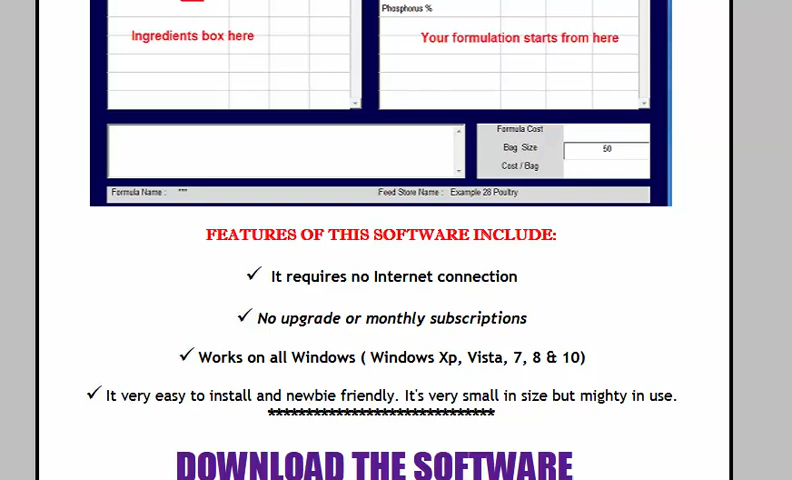 Phosphorus %
Ingredients box here
Your formulation starts from here
Formula Cost
Bag Size 50
Cost / Bag
Formula Name : *** Feed Store Name : Example 28 Poultry
FEATURES OF THIS SOFTWARE INCLUDE:
✓ It requires no Internet connection
✓ No upgrade or monthly subscriptions
✓ Works on all Windows ( Windows Xp, Vista, 7, 8 & 10)
✓ It very easy to install and newbie friendly. It's very small in size but mighty in use.
******************************
DOWNLOAD THE SOFTWARE